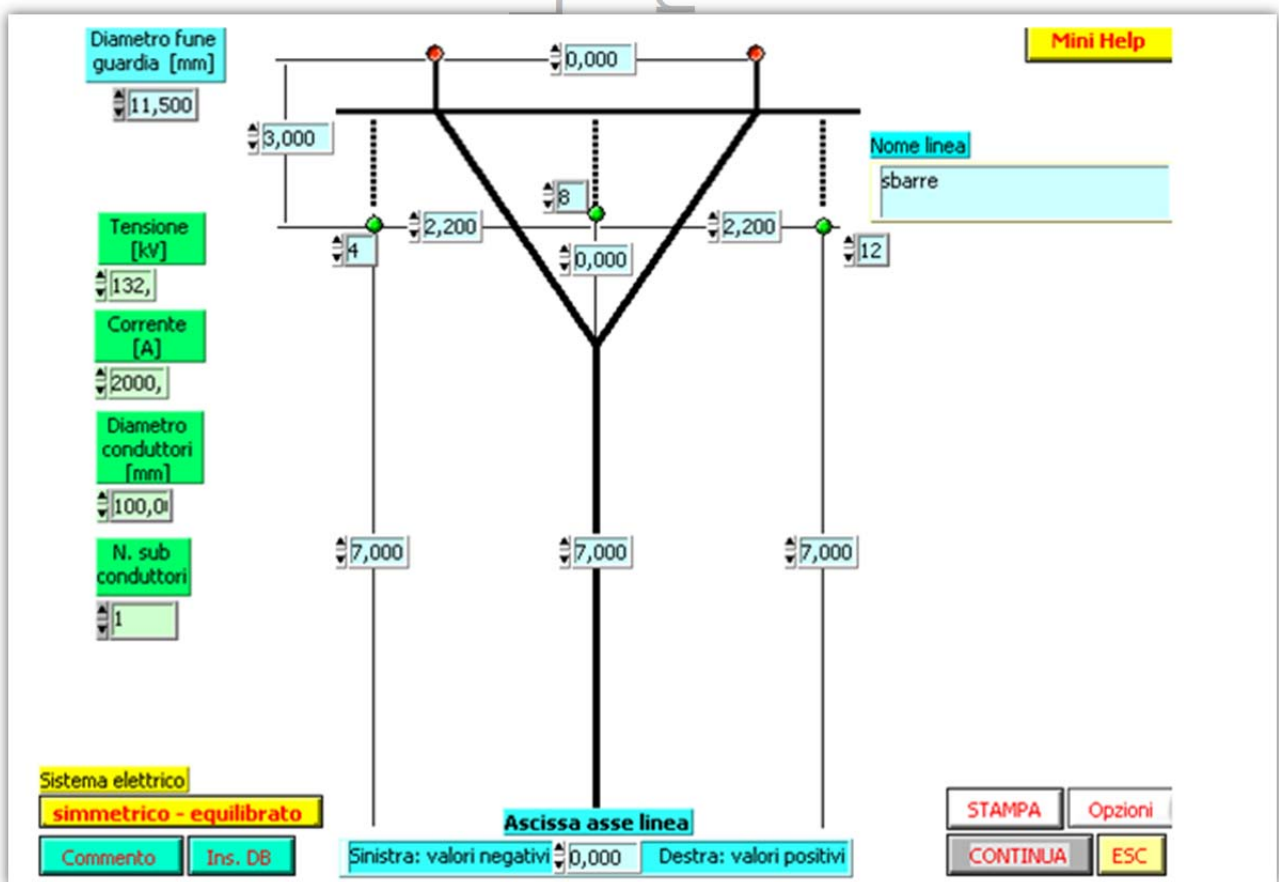 Diametro fune
guardia [mm]
11,500
0,000
Mini Help
3,000
Nome linea
sbarre
8
Tensione
[kV]
132,
2,200
2,200
4
0,000
12
Corrente
[A]
2000,
Diametro
conduttori
[mm]
100,0
N. sub
conduttori
1
7,000
7,000
7,000
Sistema elettrico
simmetrico - equilibrato
Commento
Ins. DB
Ascissa asse linea
Sinistra: valori negativi
0,000
Destra: valori positivi
STAMPA
Opzioni
CONTINUA
ESC